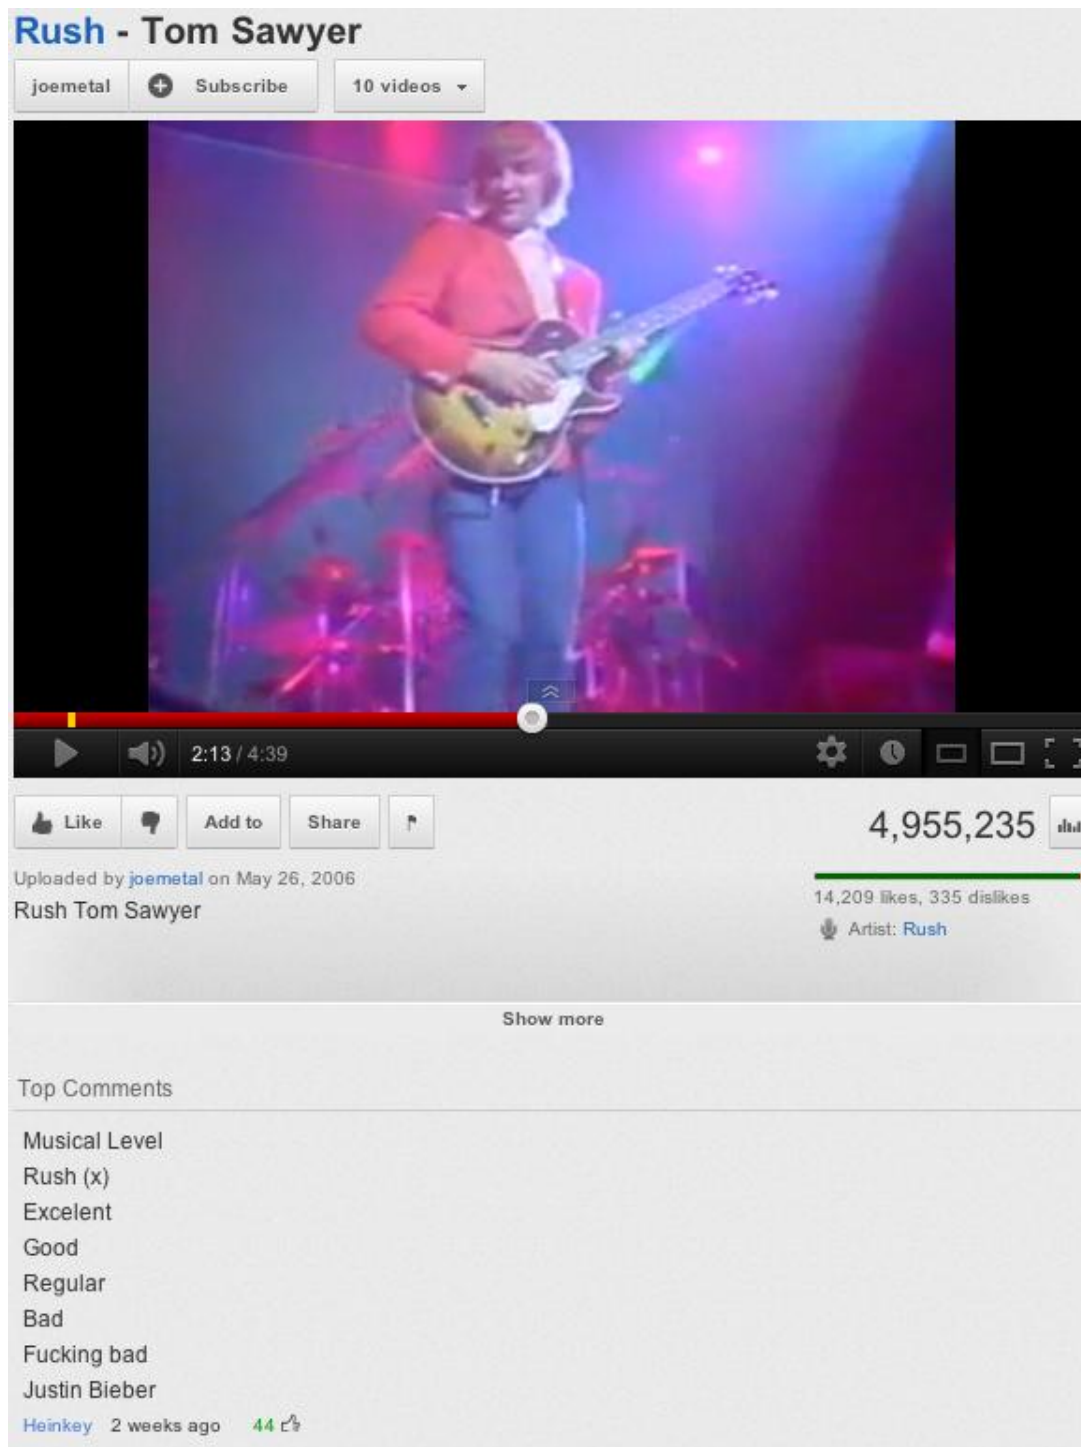 Rush - Tom Sawyer
joemetal Subscribe 10 videos
2:13 / 4:39
Like Add to Share 4,955,235
Uploaded by joemetal on May 26, 2006
Rush Tom Sawyer
14,209 likes, 335 dislikes
Artist: Rush
Show more
Top Comments
Musical Level
Rush (x)
Excelent
Good
Regular
Bad
Fucking bad
Justin Bieber
Heinkey 2 weeks ago 44